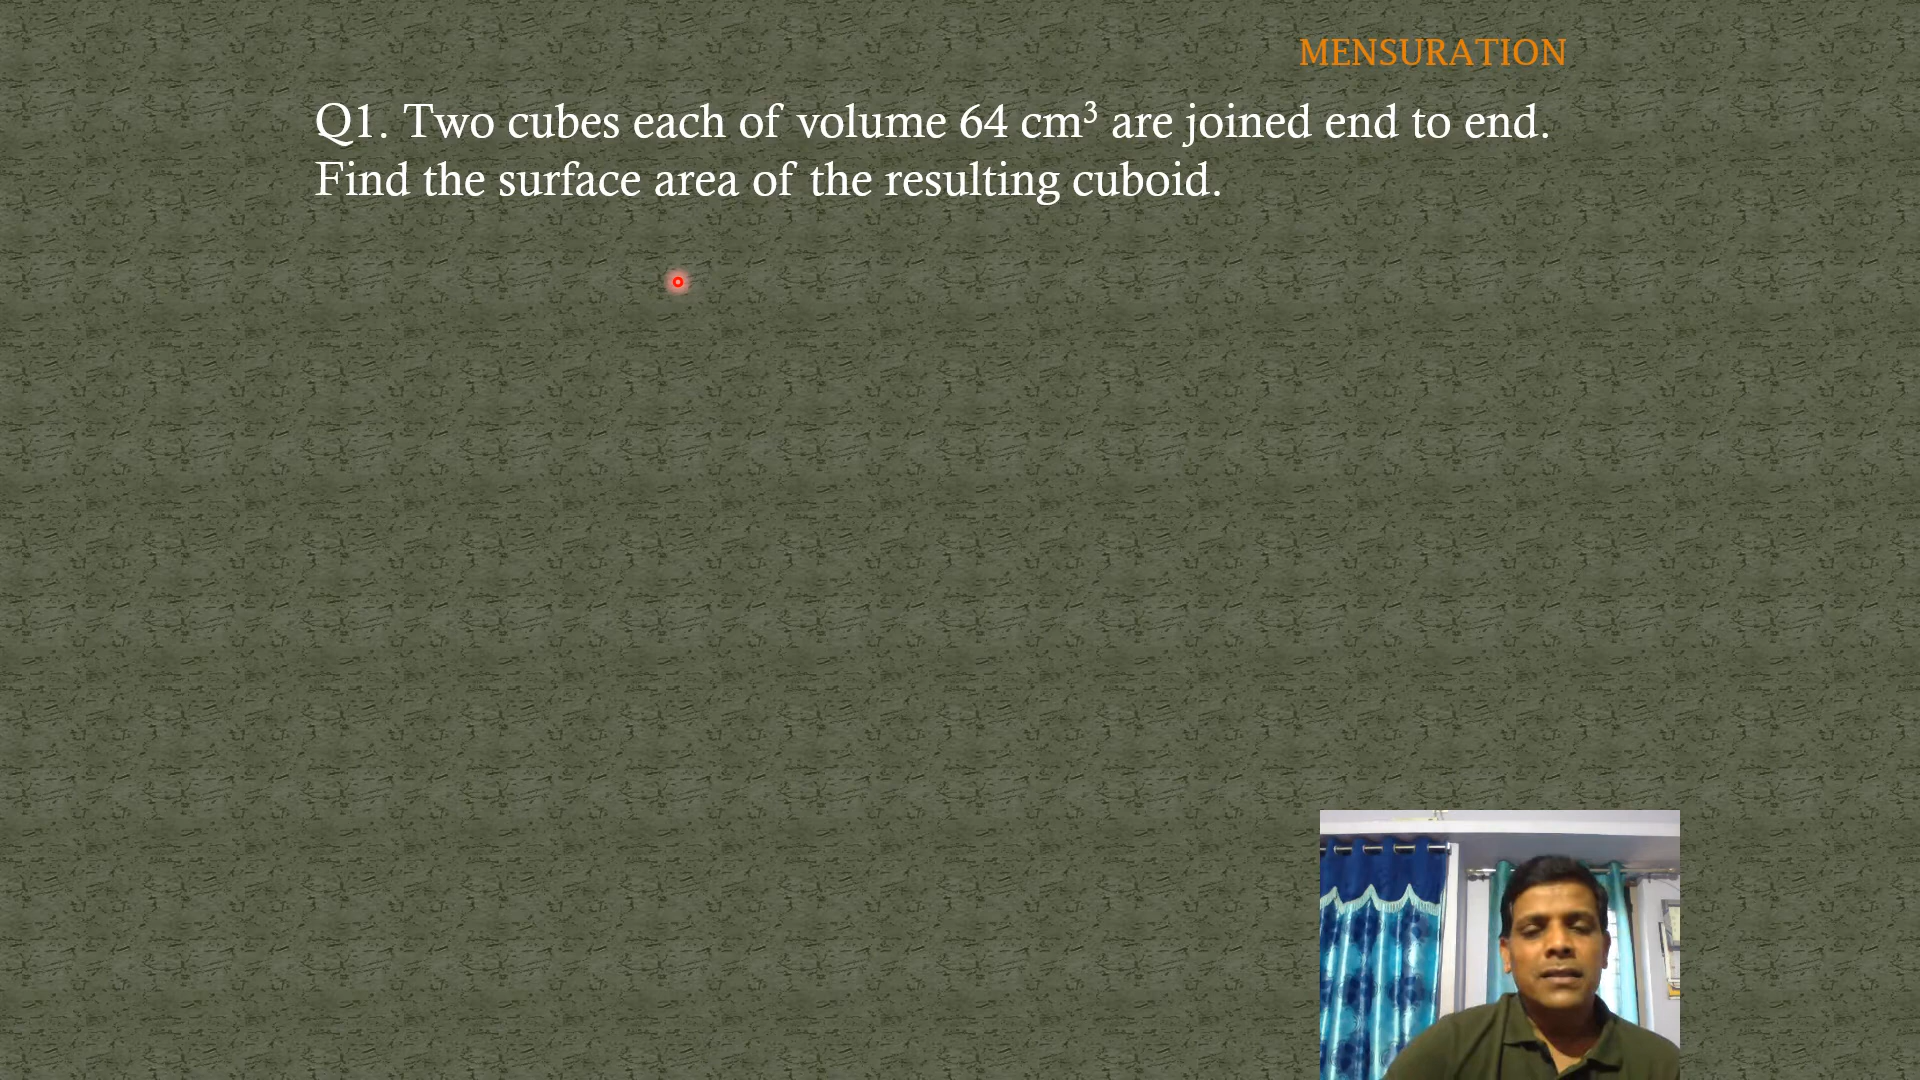 MENSURATION
Q1. Two cubes each of volume 64 cm³ are joined end to end.
Find the surface area of the resulting cuboid.